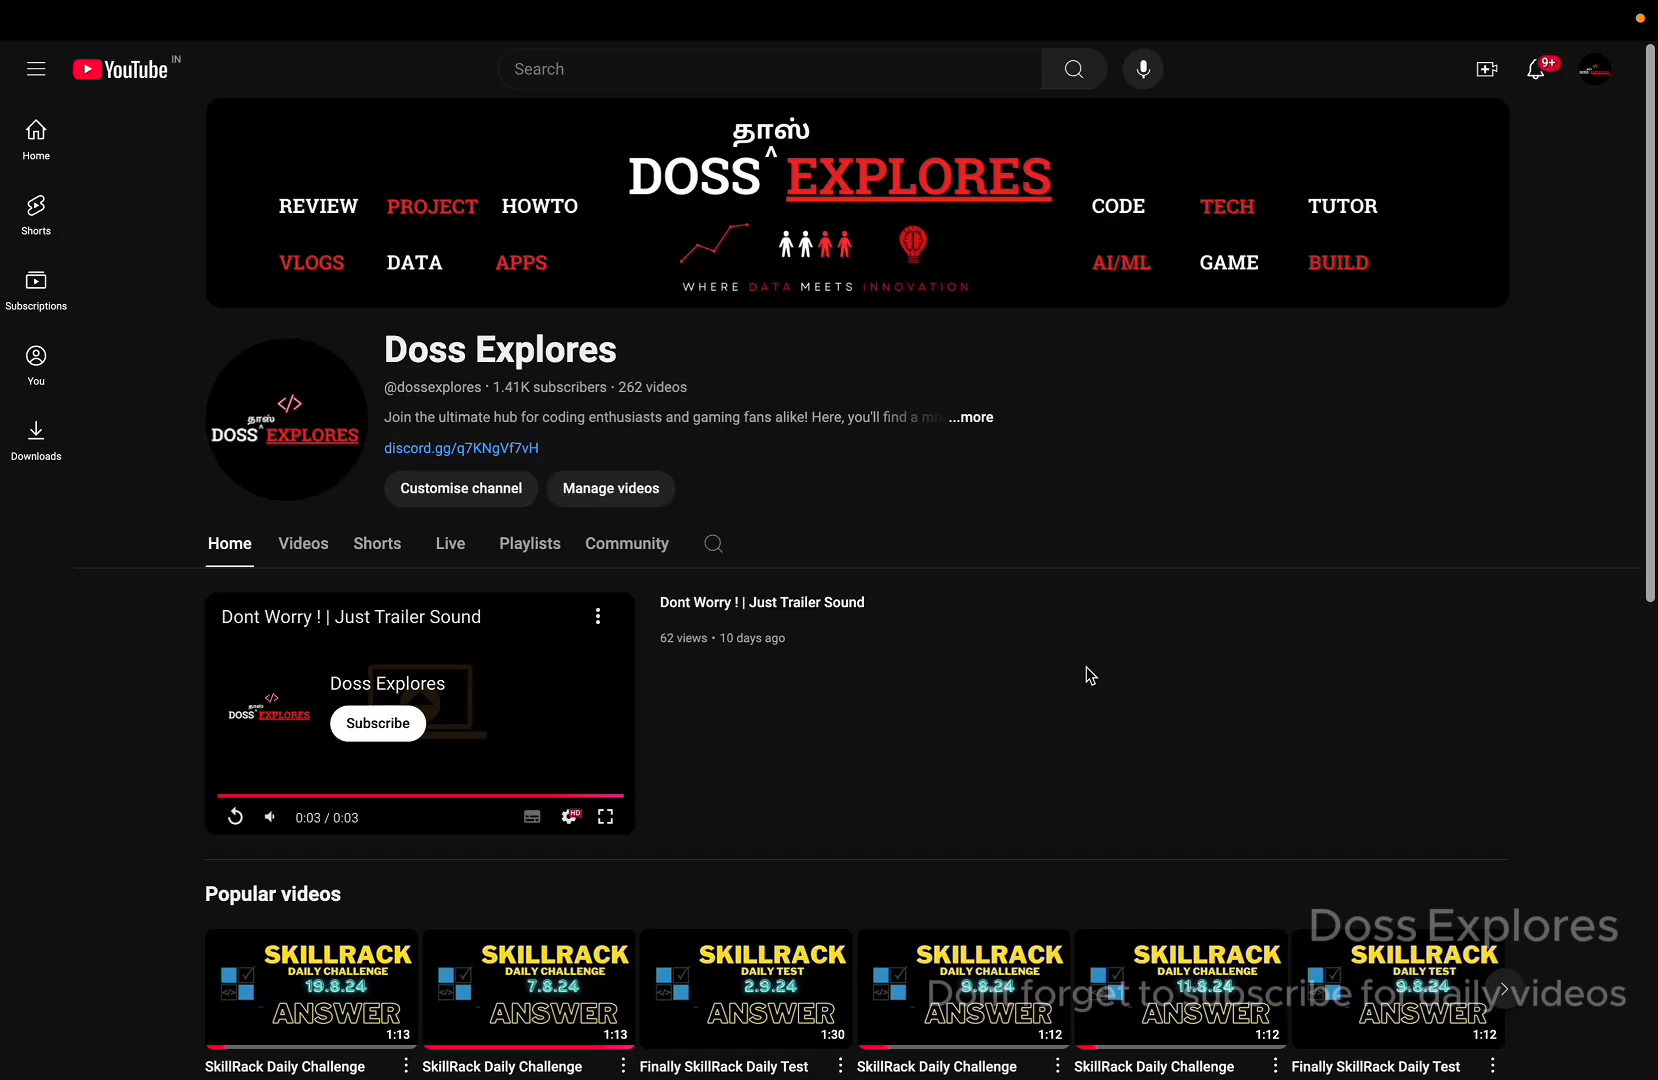 YouTube IN
Search
9+
Home
Shorts
Subscriptions
You
Downloads
தாஸ்
DOSS ^ EXPLORES
REVIEW PROJECT HOWTO
CODE TECH TUTOR
VLOGS DATA APPS
AI/ML GAME BUILD
WHERE DATA MEETS INNOVATION
</>
தாஸ்
DOSS ^ EXPLORES
Doss Explores
@dossexplores · 1.41K subscribers · 262 videos
Join the ultimate hub for coding enthusiasts and gaming fans alike! Here, you'll find a ...more
discord.gg/q7KNgVf7vH
Customise channel Manage videos
Home Videos Shorts Live Playlists Community
Dont Worry ! | Just Trailer Sound
Doss Explores
</>
DOSS EXPLORES
Subscribe
0:03 / 0:03
HD
Dont Worry ! | Just Trailer Sound
62 views · 10 days ago
Popular videos
SKILLRACK
DAILY CHALLENGE
19.8.24
ANSWER
1:13
SkillRack Daily Challenge
SKILLRACK
DAILY CHALLENGE
7.8.24
ANSWER
1:13
SkillRack Daily Challenge
SKILLRACK
DAILY TEST
2.9.24
ANSWER
1:30
Finally SkillRack Daily Test
SKILLRACK
DAILY CHALLENGE
9.8.24
ANSWER
1:12
SkillRack Daily Challenge
SKILLRACK
DAILY CHALLENGE
11.8.24
ANSWER
1:12
SkillRack Daily Challenge
SKILLRACK
DAILY TEST
9.8.24
ANSWER
1:12
Finally SkillRack Daily Test
Doss Explores
Dont forget to subscribe for daily videos